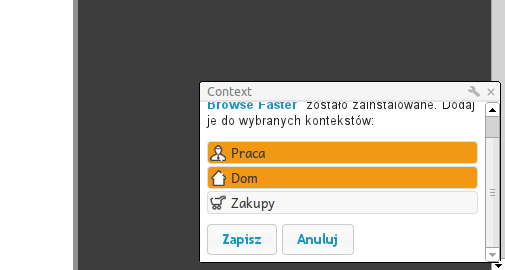 Context
Browse Faster zostało zainstalowane. Dodaj
je do wybranych kontekstów:
Praca
Dom
Zakupy
Zapisz Anuluj